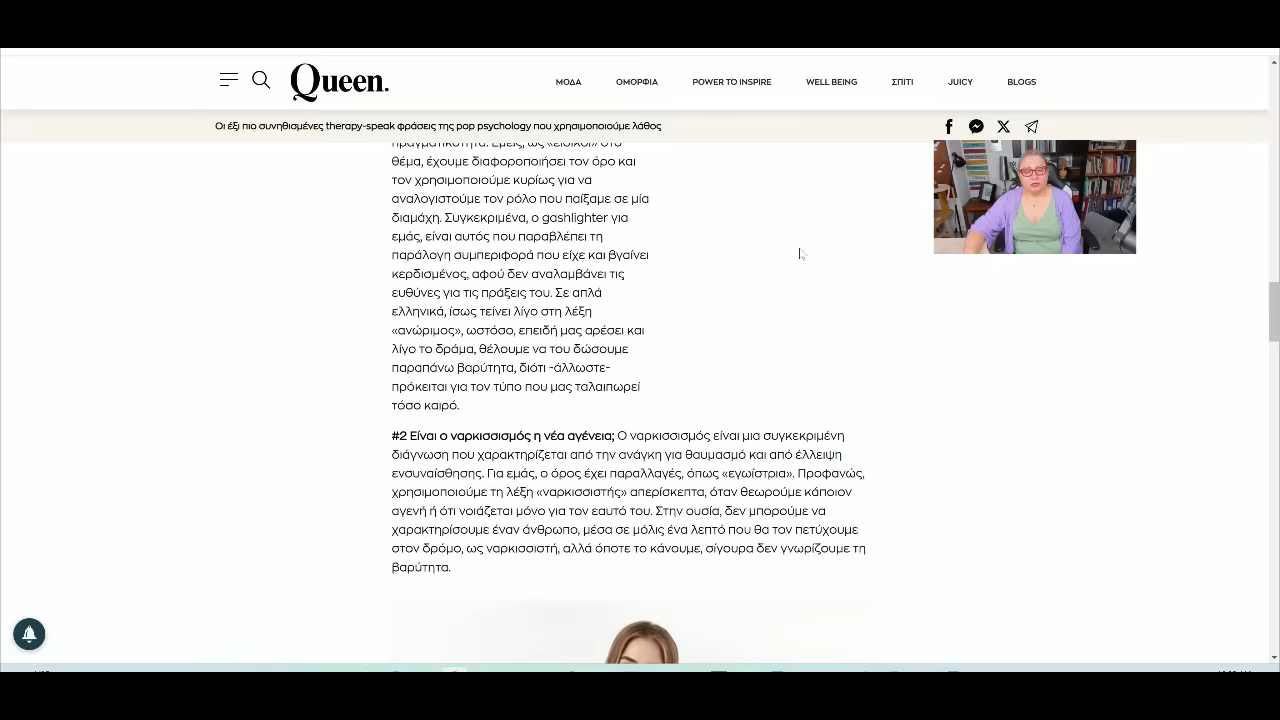 Queen.
ΜΟΔΑ
ΟΜΟΡΦΙΑ
POWER TO INSPIRE
WELL BEING
ΣΠΙΤΙ
JUICY
BLOGS
Οι έξι πιο συνηθισμένες therapy-speak φράσεις της pop psychology που χρησιμοποιούμε λάθος
πραγματικότητα. Εμείς, ως «ειδικοί» στο
θέμα, έχουμε διαφοροποιήσει τον όρο και
τον χρησιμοποιούμε κυρίως για να
αναλογιστούμε τον ρόλο που παίξαμε σε μία
διαμάχη. Συγκεκριμένα, ο gashlighter για
εμάς, είναι αυτός που παραβλέπει τη
παράλογη συμπεριφορά που είχε και βγαίνει
κερδισμένος, αφού δεν αναλαμβάνει τις
ευθύνες για τις πράξεις του. Σε απλά
ελληνικά, ίσως τείνει λίγο στη λέξη
«ανώριμος», ωστόσο, επειδή μας αρέσει και
λίγο το δράμα, θέλουμε να του δώσουμε
παραπάνω βαρύτητα, διότι -άλλωστε-
πρόκειται για τον τύπο που μας ταλαιπωρεί
τόσο καιρό.
#2 Είναι ο ναρκισσισμός η νέα αγένεια; Ο ναρκισσισμός είναι μια συγκεκριμένη
διάγνωση που χαρακτηρίζεται από την ανάγκη για θαυμασμό και από έλλειψη
ενσυναίσθησης. Για εμάς, ο όρος έχει παραλλαγές, όπως «εγωίστρια». Προφανώς,
χρησιμοποιούμε τη λέξη «ναρκισσιστής» απερίσκεπτα, όταν θεωρούμε κάποιον
αγενή ή ότι νοιάζεται μόνο για τον εαυτό του. Στην ουσία, δεν μπορούμε να
χαρακτηρίσουμε έναν άνθρωπο, μέσα σε μόλις ένα λεπτό που θα τον πετύχουμε
στον δρόμο, ως ναρκισσιστή, αλλά όποτε το κάνουμε, σίγουρα δεν γνωρίζουμε τη
βαρύτητα.